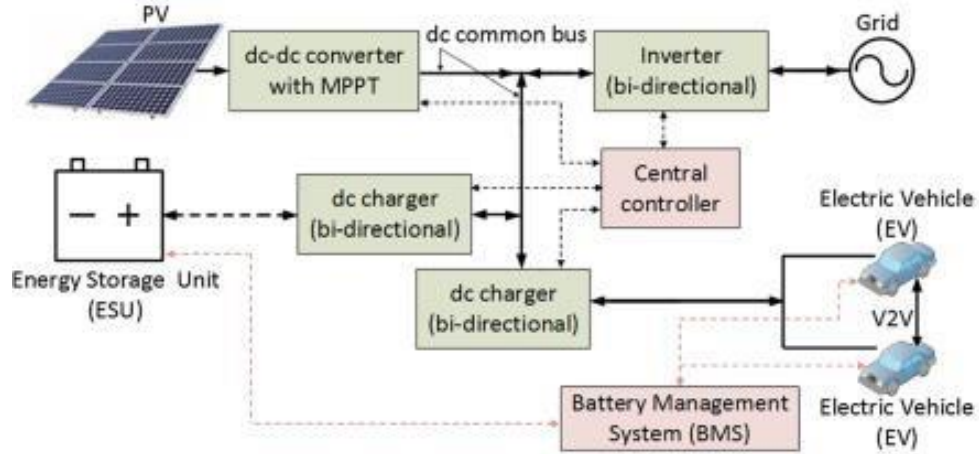 PV
dc-dc converter
with MPPT
dc common bus
Inverter
(bi-directional)
Grid
Central
controller
dc charger
(bi-directional)
Energy Storage Unit
(ESU)
dc charger
(bi-directional)
Electric Vehicle
(EV)
V2V
Electric Vehicle
(EV)
Battery Management
System (BMS)